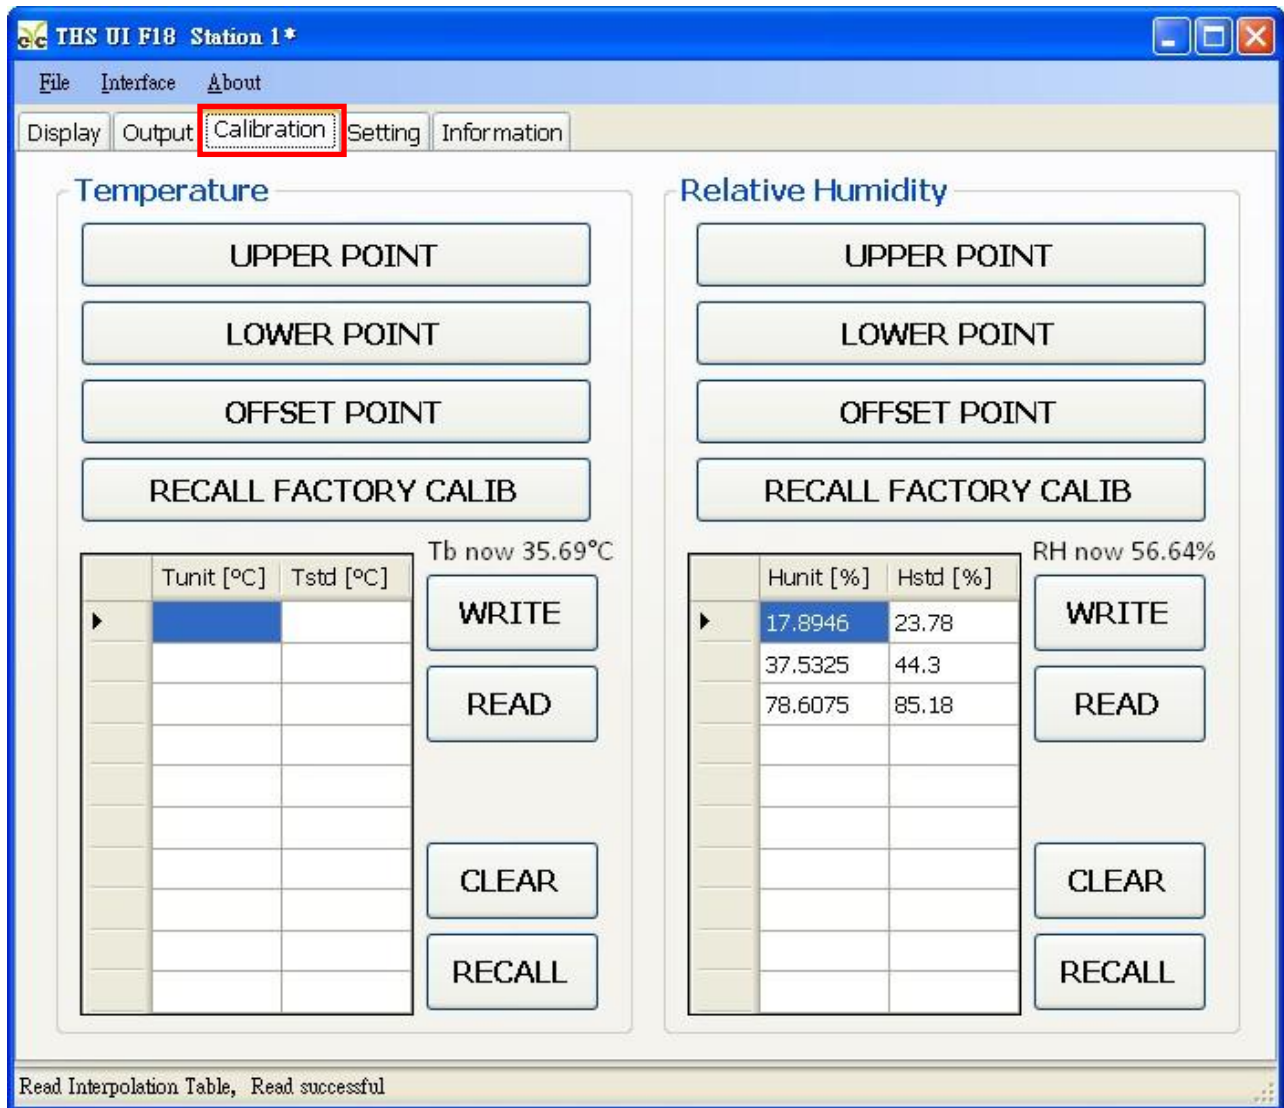 THS UI F18 Station 1*
File Interface About
Display Output Calibration Setting Information
Temperature
UPPER POINT
LOWER POINT
OFFSET POINT
RECALL FACTORY CALIB
Tb now 35.69°C
Tunit [ºC] Tstd [ºC]
WRITE
READ
CLEAR
RECALL
Relative Humidity
UPPER POINT
LOWER POINT
OFFSET POINT
RECALL FACTORY CALIB
RH now 56.64%
Hunit [%] Hstd [%]
17.8946 23.78
37.5325 44.3
78.6075 85.18
WRITE
READ
CLEAR
RECALL
Read Interpolation Table, Read successful